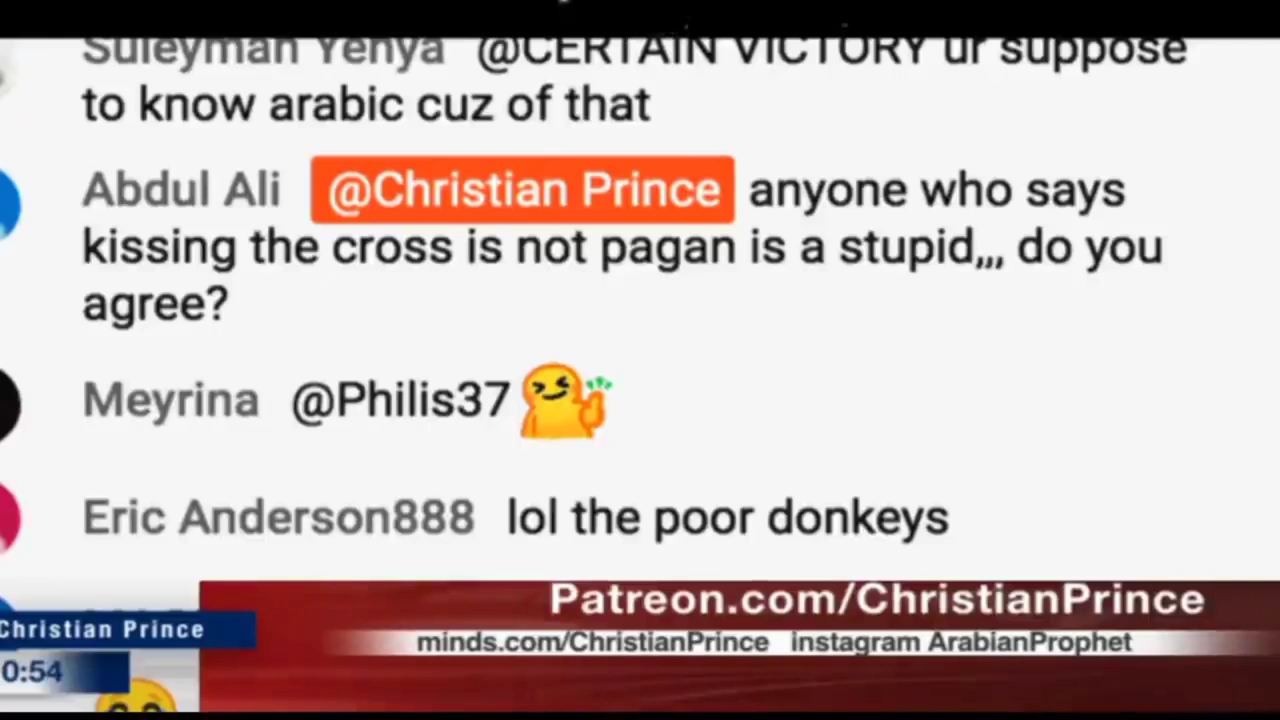 Suleyman Yehya @CERTAIN VICTORY ur suppose
to know arabic cuz of that
Abdul Ali @Christian Prince anyone who says
kissing the cross is not pagan is a stupid,,, do you
agree?
Meyrina @Philis37
Eric Anderson888 lol the poor donkeys
Patreon.com/ChristianPrince
Christian Prince
minds.com/ChristianPrince instagram ArabianProphet
0:54